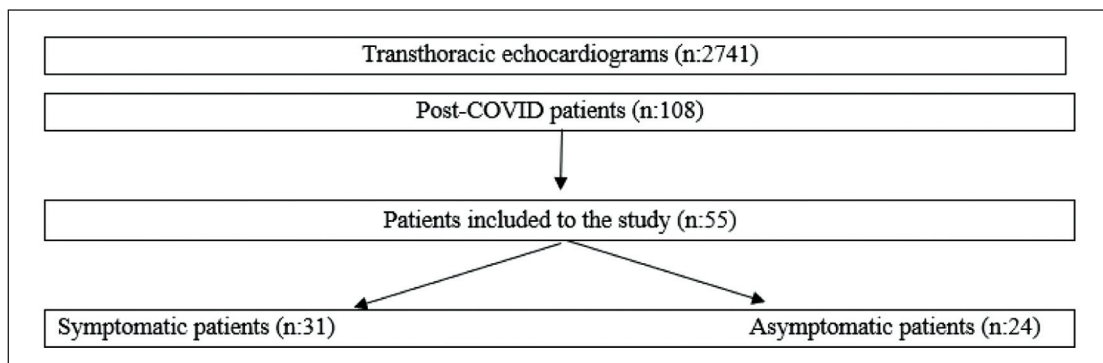 Transthoracic echocardiograms (n:2741)
Post-COVID patients (n:108)
Patients included to the study (n:55)
Symptomatic patients (n:31) Asymptomatic patients (n:24)